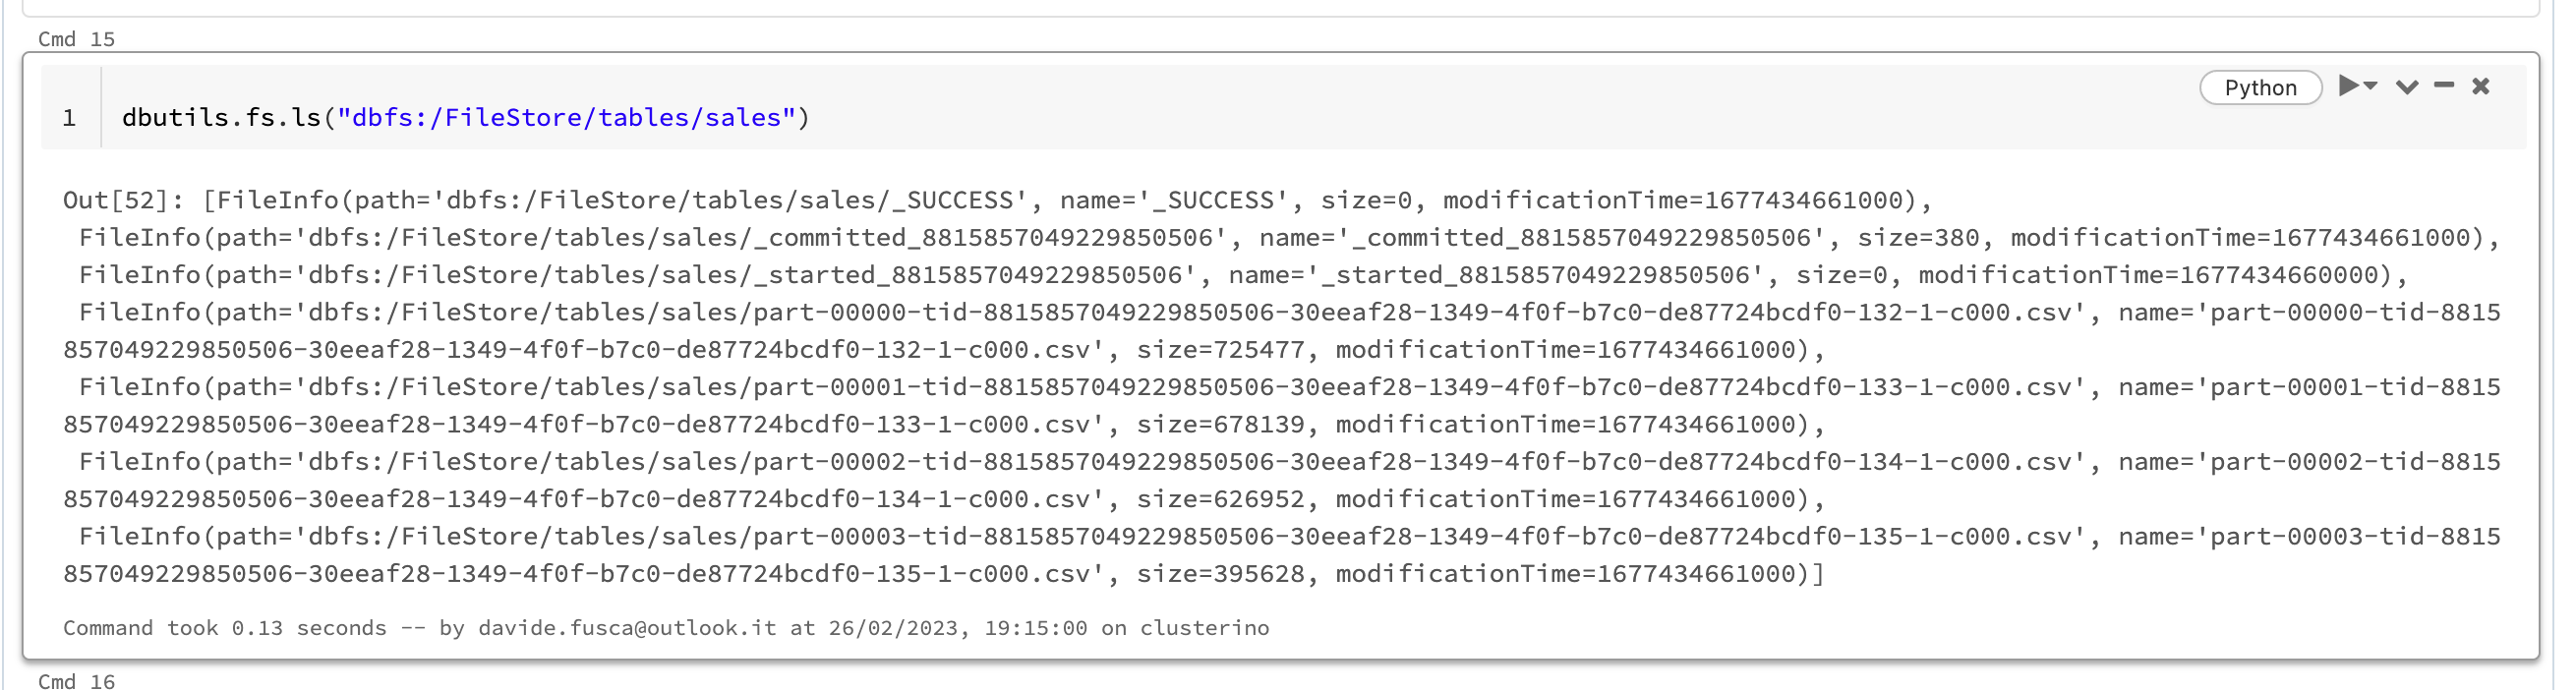 Cmd 15
Python
1 dbutils.fs.ls("dbfs:/FileStore/tables/sales")
Out[52]: [FileInfo(path='dbfs:/FileStore/tables/sales/_SUCCESS', name='_SUCCESS', size=0, modificationTime=1677434661000),
FileInfo(path='dbfs:/FileStore/tables/sales/_committed_8815857049229850506', name='_committed_8815857049229850506', size=380, modificationTime=1677434661000),
FileInfo(path='dbfs:/FileStore/tables/sales/_started_8815857049229850506', name='_started_8815857049229850506', size=0, modificationTime=1677434660000),
FileInfo(path='dbfs:/FileStore/tables/sales/part-00000-tid-8815857049229850506-30eeaf28-1349-4f0f-b7c0-de87724bcdf0-132-1-c000.csv', name='part-00000-tid-8815
857049229850506-30eeaf28-1349-4f0f-b7c0-de87724bcdf0-132-1-c000.csv', size=725477, modificationTime=1677434661000),
FileInfo(path='dbfs:/FileStore/tables/sales/part-00001-tid-8815857049229850506-30eeaf28-1349-4f0f-b7c0-de87724bcdf0-133-1-c000.csv', name='part-00001-tid-8815
857049229850506-30eeaf28-1349-4f0f-b7c0-de87724bcdf0-133-1-c000.csv', size=678139, modificationTime=1677434661000),
FileInfo(path='dbfs:/FileStore/tables/sales/part-00002-tid-8815857049229850506-30eeaf28-1349-4f0f-b7c0-de87724bcdf0-134-1-c000.csv', name='part-00002-tid-8815
857049229850506-30eeaf28-1349-4f0f-b7c0-de87724bcdf0-134-1-c000.csv', size=626952, modificationTime=1677434661000),
FileInfo(path='dbfs:/FileStore/tables/sales/part-00003-tid-8815857049229850506-30eeaf28-1349-4f0f-b7c0-de87724bcdf0-135-1-c000.csv', name='part-00003-tid-8815
857049229850506-30eeaf28-1349-4f0f-b7c0-de87724bcdf0-135-1-c000.csv', size=395628, modificationTime=1677434661000)]
Command took 0.13 seconds -- by davide.fusca@outlook.it at 26/02/2023, 19:15:00 on clusterino
Cmd 16